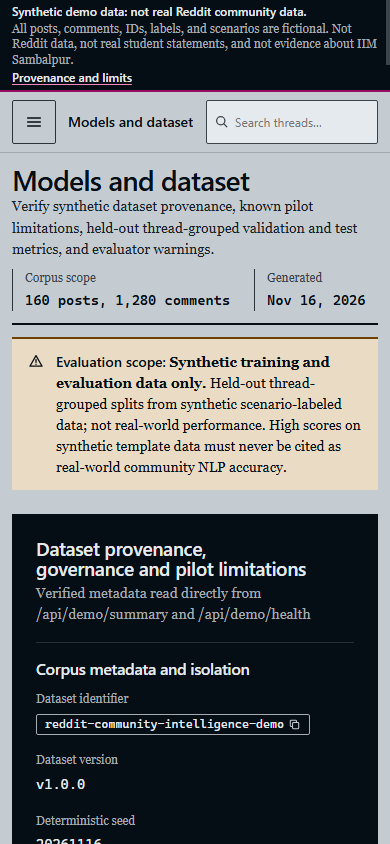 Synthetic demo data: not real Reddit community data.
All posts, comments, IDs, labels, and scenarios are fictional. Not
Reddit data, not real student statements, and not evidence about IIM
Sambalpur.
Provenance and limits
Models and dataset
Search threads...
Models and dataset
Verify synthetic dataset provenance, known pilot
limitations, held-out thread-grouped validation and test
metrics, and evaluator warnings.
Corpus scope
160 posts, 1,280 comments
Generated
Nov 16, 2026
Evaluation scope: Synthetic training and
evaluation data only. Held-out thread-
grouped splits from synthetic scenario-labeled
data; not real-world performance. High scores on
synthetic template data must never be cited as
real-world community NLP accuracy.
Dataset provenance,
governance and pilot limitations
Verified metadata read directly from
/api/demo/summary and /api/demo/health
Corpus metadata and isolation
Dataset identifier
reddit-community-intelligence-demo
Dataset version
v1.0.0
Deterministic seed
20261116